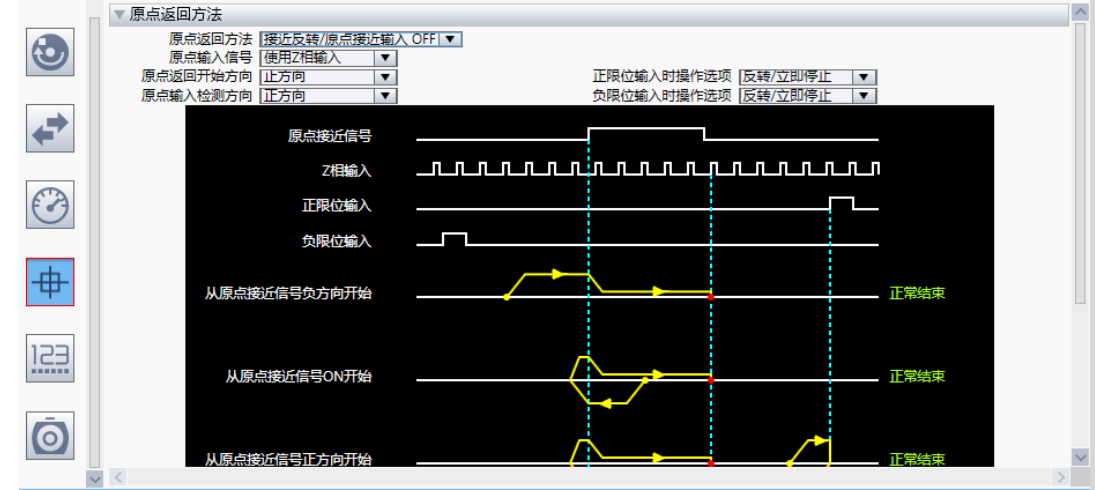 原点返回方法
原点返回方法 接近反转/原点接近输入 OFF
原点输入信号 使用Z相输入
原点返回开始方向 正方向 正限位输入时操作选项 反转/立即停止
原点输入检测方向 正方向 负限位输入时操作选项 反转/立即停止
原点接近信号
Z相输入
正限位输入
负限位输入
从原点接近信号负方向开始 正常结束
从原点接近信号ON开始 正常结束
123
从原点接近信号正方向开始 正常结束